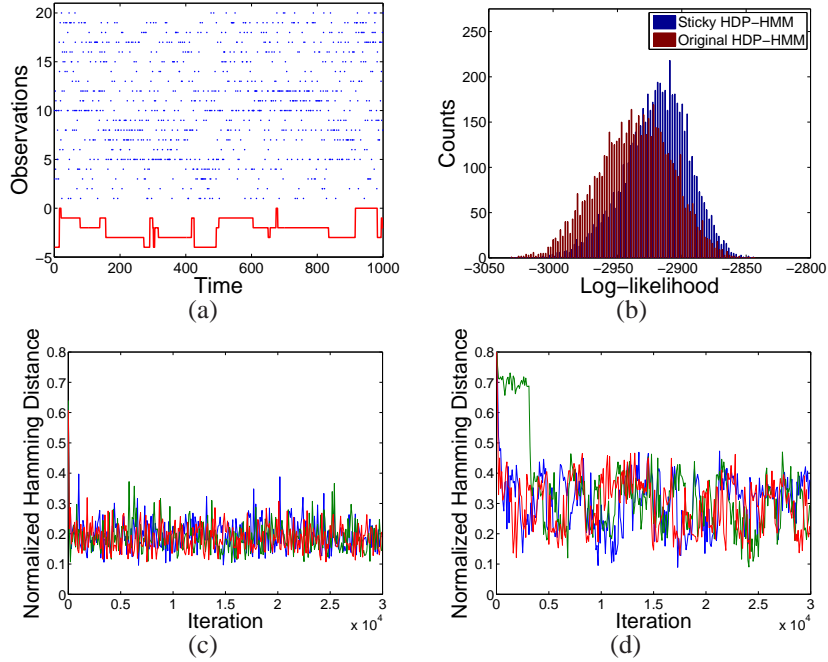 20
15
10
5
0
−5
Observations
0 200 400 600 800 1000
Time
(a)
Sticky HDP−HMM
Original HDP−HMM
250
200
150
100
50
0
Counts
−3050 −3000 −2950 −2900 −2850 −2800
Log−likelihood
(b)
0.8
0.7
0.6
0.5
0.4
0.3
0.2
0.1
0
Normalized Hamming Distance
0 0.5 1 1.5 2 2.5 3
x 10^4
Iteration
(c)
0.8
0.7
0.6
0.5
0.4
0.3
0.2
0.1
0
Normalized Hamming Distance
0 0.5 1 1.5 2 2.5 3
x 10^4
Iteration
(d)